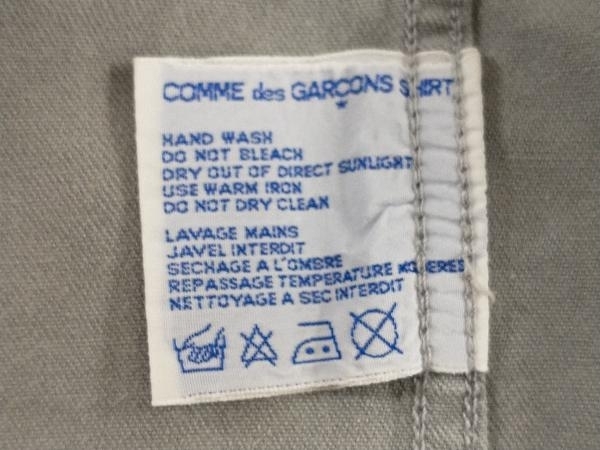 COMME des GARÇONS SHIRT
HAND WASH
DO NOT BLEACH
DRY OUT OF DIRECT SUNLIGHT
USE WARM IRON
DO NOT DRY CLEAN
LAVAGE MAINS
JAVEL INTERDIT
SECHAGE A L'OMBRE
REPASSAGE TEMPERATURE
NETTOYAGE A SEC INTERDIT